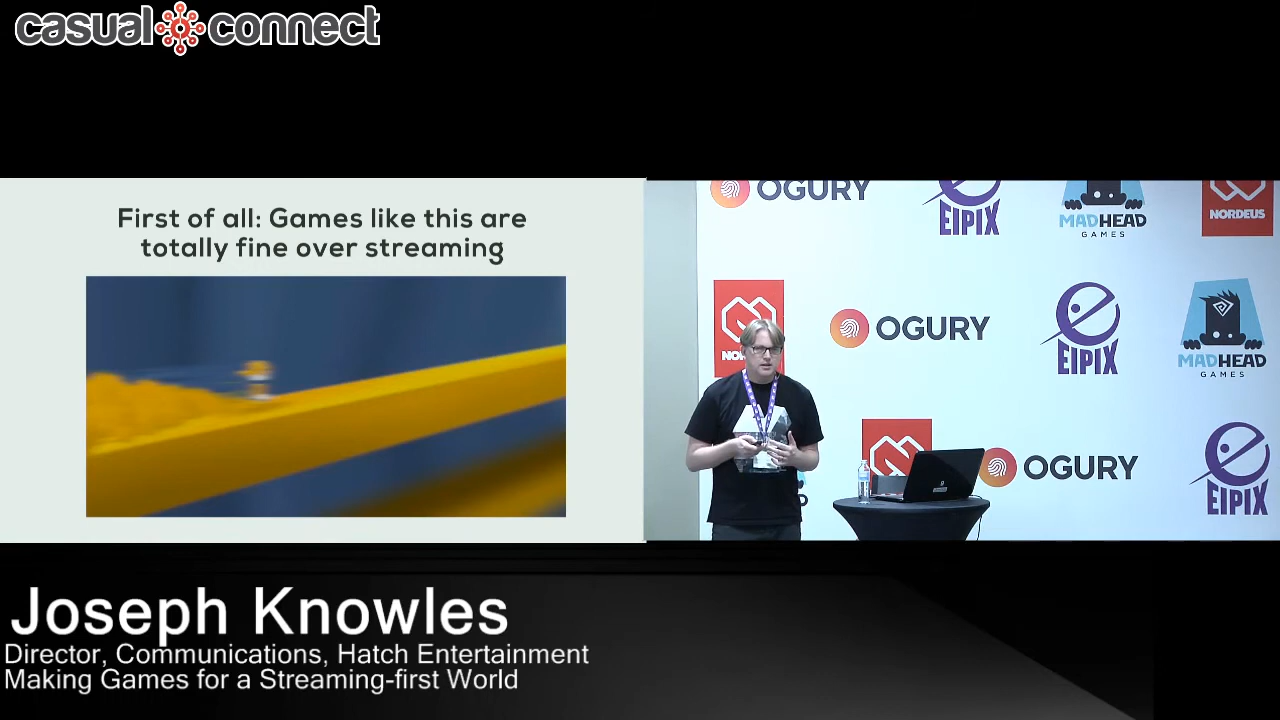 casual connect
First of all: Games like this are
totally fine over streaming
OGURY
EIPIX
MADHEAD
GAMES
NORDEUS
OGURY
EIPIX
MADHEAD
GAMES
OGURY
EIPIX
Joseph Knowles
Director, Communications, Hatch Entertainment
Making Games for a Streaming-first World